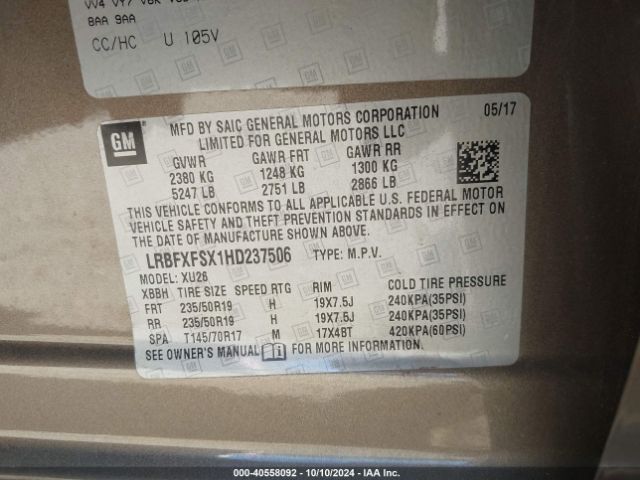 8AA 9AA
CC/HC U 105V
GM
MFD BY SAIC GENERAL MOTORS CORPORATION 05/17
LIMITED FOR GENERAL MOTORS LLC
GVWR GAWR FRT GAWR RR
2380 KG 1248 KG 1300 KG
5247 LB 2751 LB 2866 LB
THIS VEHICLE CONFORMS TO ALL APPLICABLE U.S. FEDERAL MOTOR
VEHICLE SAFETY AND THEFT PREVENTION STANDARDS IN EFFECT ON
THE DATE OF MANUFACTURE SHOWN ABOVE.
LRBFXFSX1HD237506 TYPE: M.P.V.
MODEL: XU26
XBBH TIRE SIZE SPEED RTG RIM COLD TIRE PRESSURE
FRT 235/50R19 H 19X7.5J 240KPA(35PSI)
RR 235/50R19 H 19X7.5J 240KPA(35PSI)
SPA T145/70R17 M 17X4BT 420KPA(60PSI)
SEE OWNER'S MANUAL FOR MORE INFORMATION.
000-40558092 - 10/10/2024 - IAA Inc.